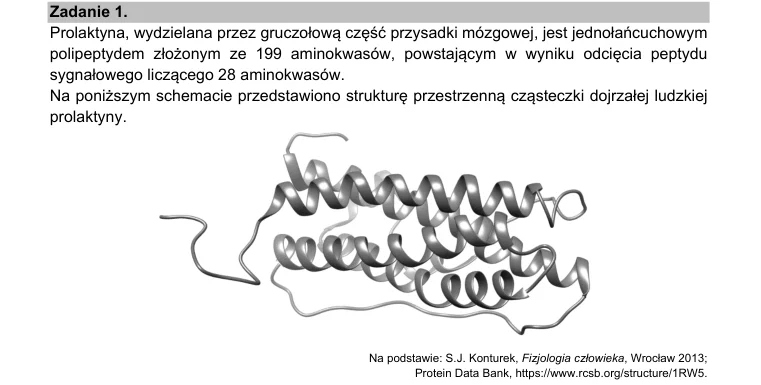 Zadanie 1.
Prolaktyna, wydzielana przez gruczołową część przysadki mózgowej, jest jednołańcuchowym
polipeptydem złożonym ze 199 aminokwasów, powstającym w wyniku odcięcia peptydu
sygnałowego liczącego 28 aminokwasów.
Na poniższym schemacie przedstawiono strukturę przestrzenną cząsteczki dojrzałej ludzkiej
prolaktyny.
Na podstawie: S.J. Konturek, Fizjologia człowieka, Wrocław 2013;
Protein Data Bank, https://www.rcsb.org/structure/1RW5.